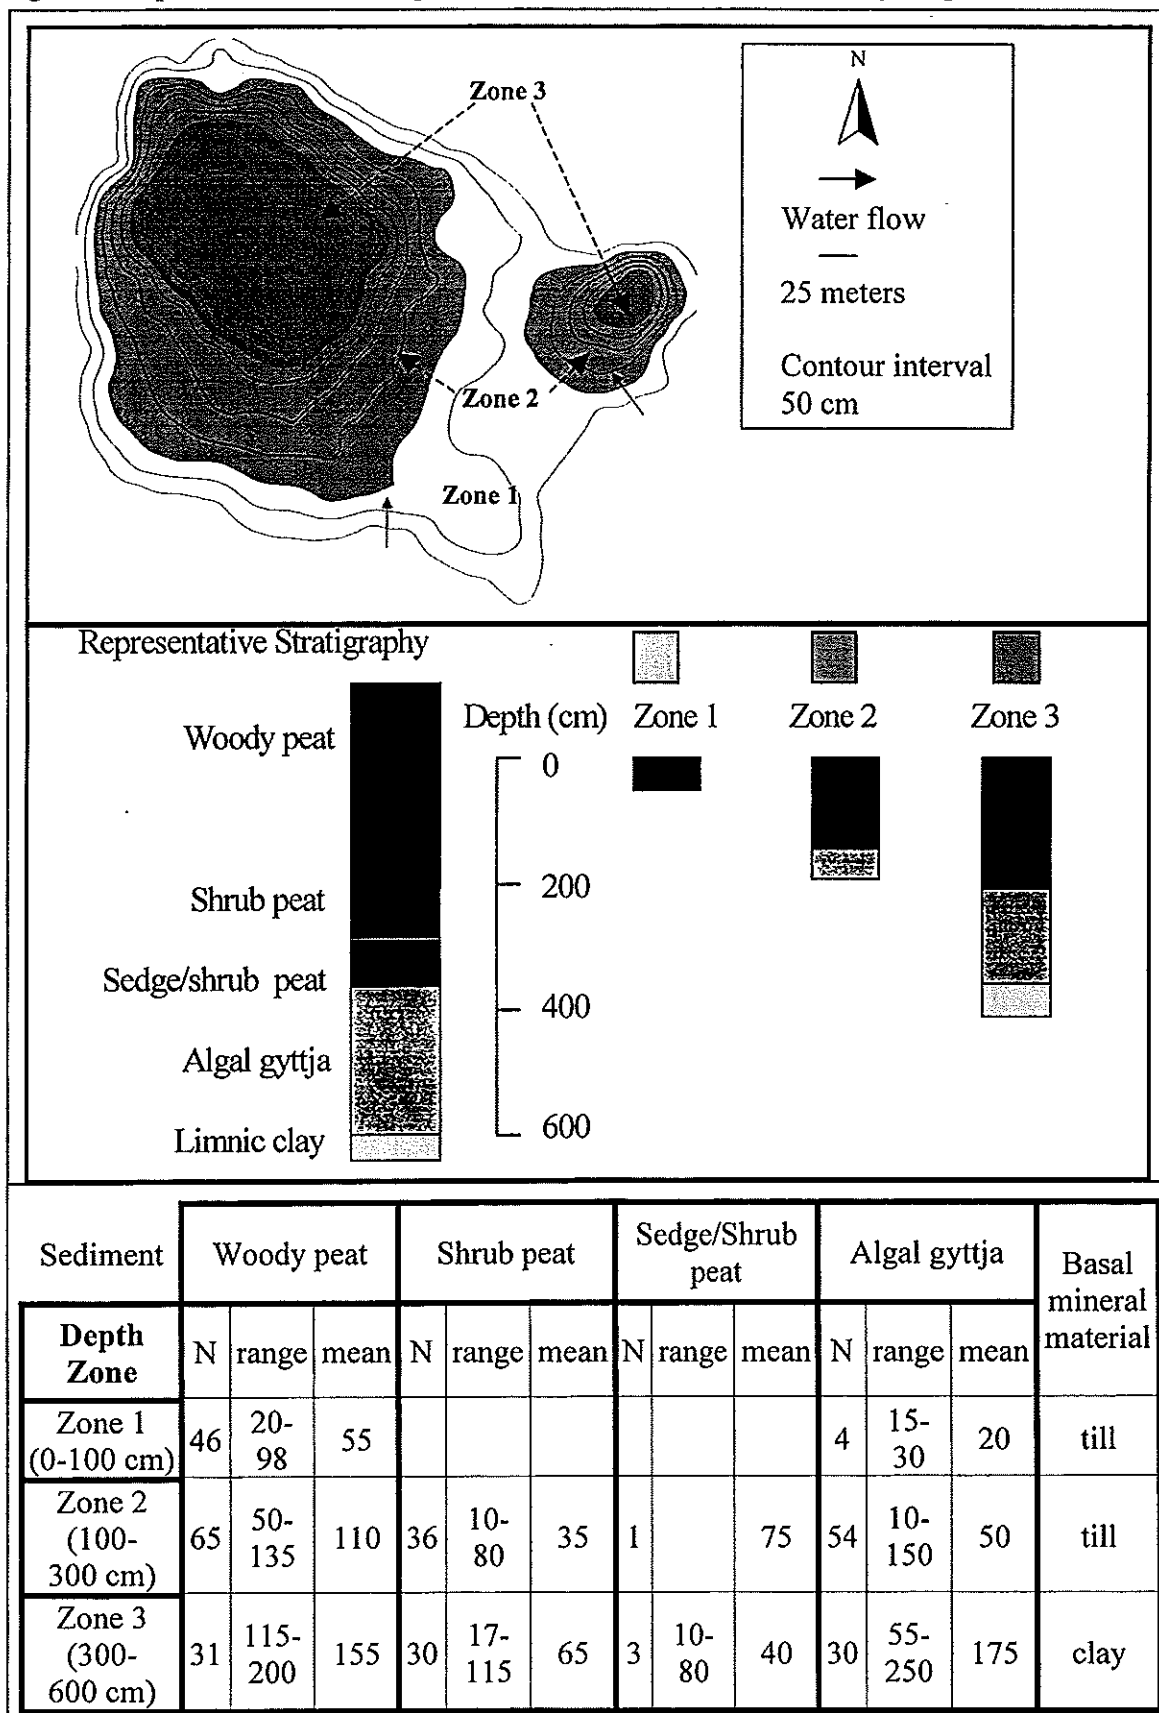 Zone 3
Zone 2
Zone 1
N
Water flow
25 meters
Contour interval
50 cm
Representative Stratigraphy
Woody peat
Shrub peat
Sedge/shrub peat
Algal gyttja
Limnic clay
Depth (cm)
Zone 1
Zone 2
Zone 3
0
200
400
600
Sediment Woody peat Shrub peat Sedge/Shrub peat Algal gyttja Basal mineral material
Depth Zone N range mean N range mean N range mean N range mean
Zone 1 (0-100 cm) 46 20-98 55 4 15-30 20 till
Zone 2 (100-300 cm) 65 50-135 110 36 10-80 35 1 75 54 10-150 50 till
Zone 3 (300-600 cm) 31 115-200 155 30 17-115 65 3 10-80 40 30 55-250 175 clay